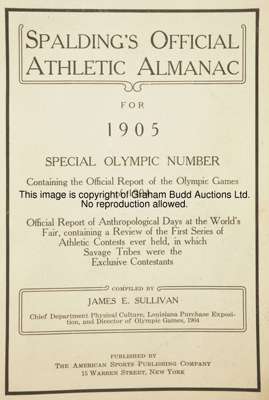 SPALDING'S OFFICIAL
ATHLETIC ALMANAC
FOR
1905
SPECIAL OLYMPIC NUMBER
Containing the Official Report of the Olympic Games
This image is copyright of Graham Budd Auctions Ltd.
No reproduction allowed.
Official Report of Anthropological Days at the World's
Fair, containing a Review of the First Series of
Athletic Contests ever held, in which
Savage Tribes were the
Exclusive Contestants
COMPILED BY
JAMES E. SULLIVAN
Chief Department Physical Culture, Louisiana Purchase Exposi-
tion, and Director of Olympic Games, 1904
PUBLISHED BY
THE AMERICAN SPORTS PUBLISHING COMPANY
15 WARREN STREET, NEW YORK